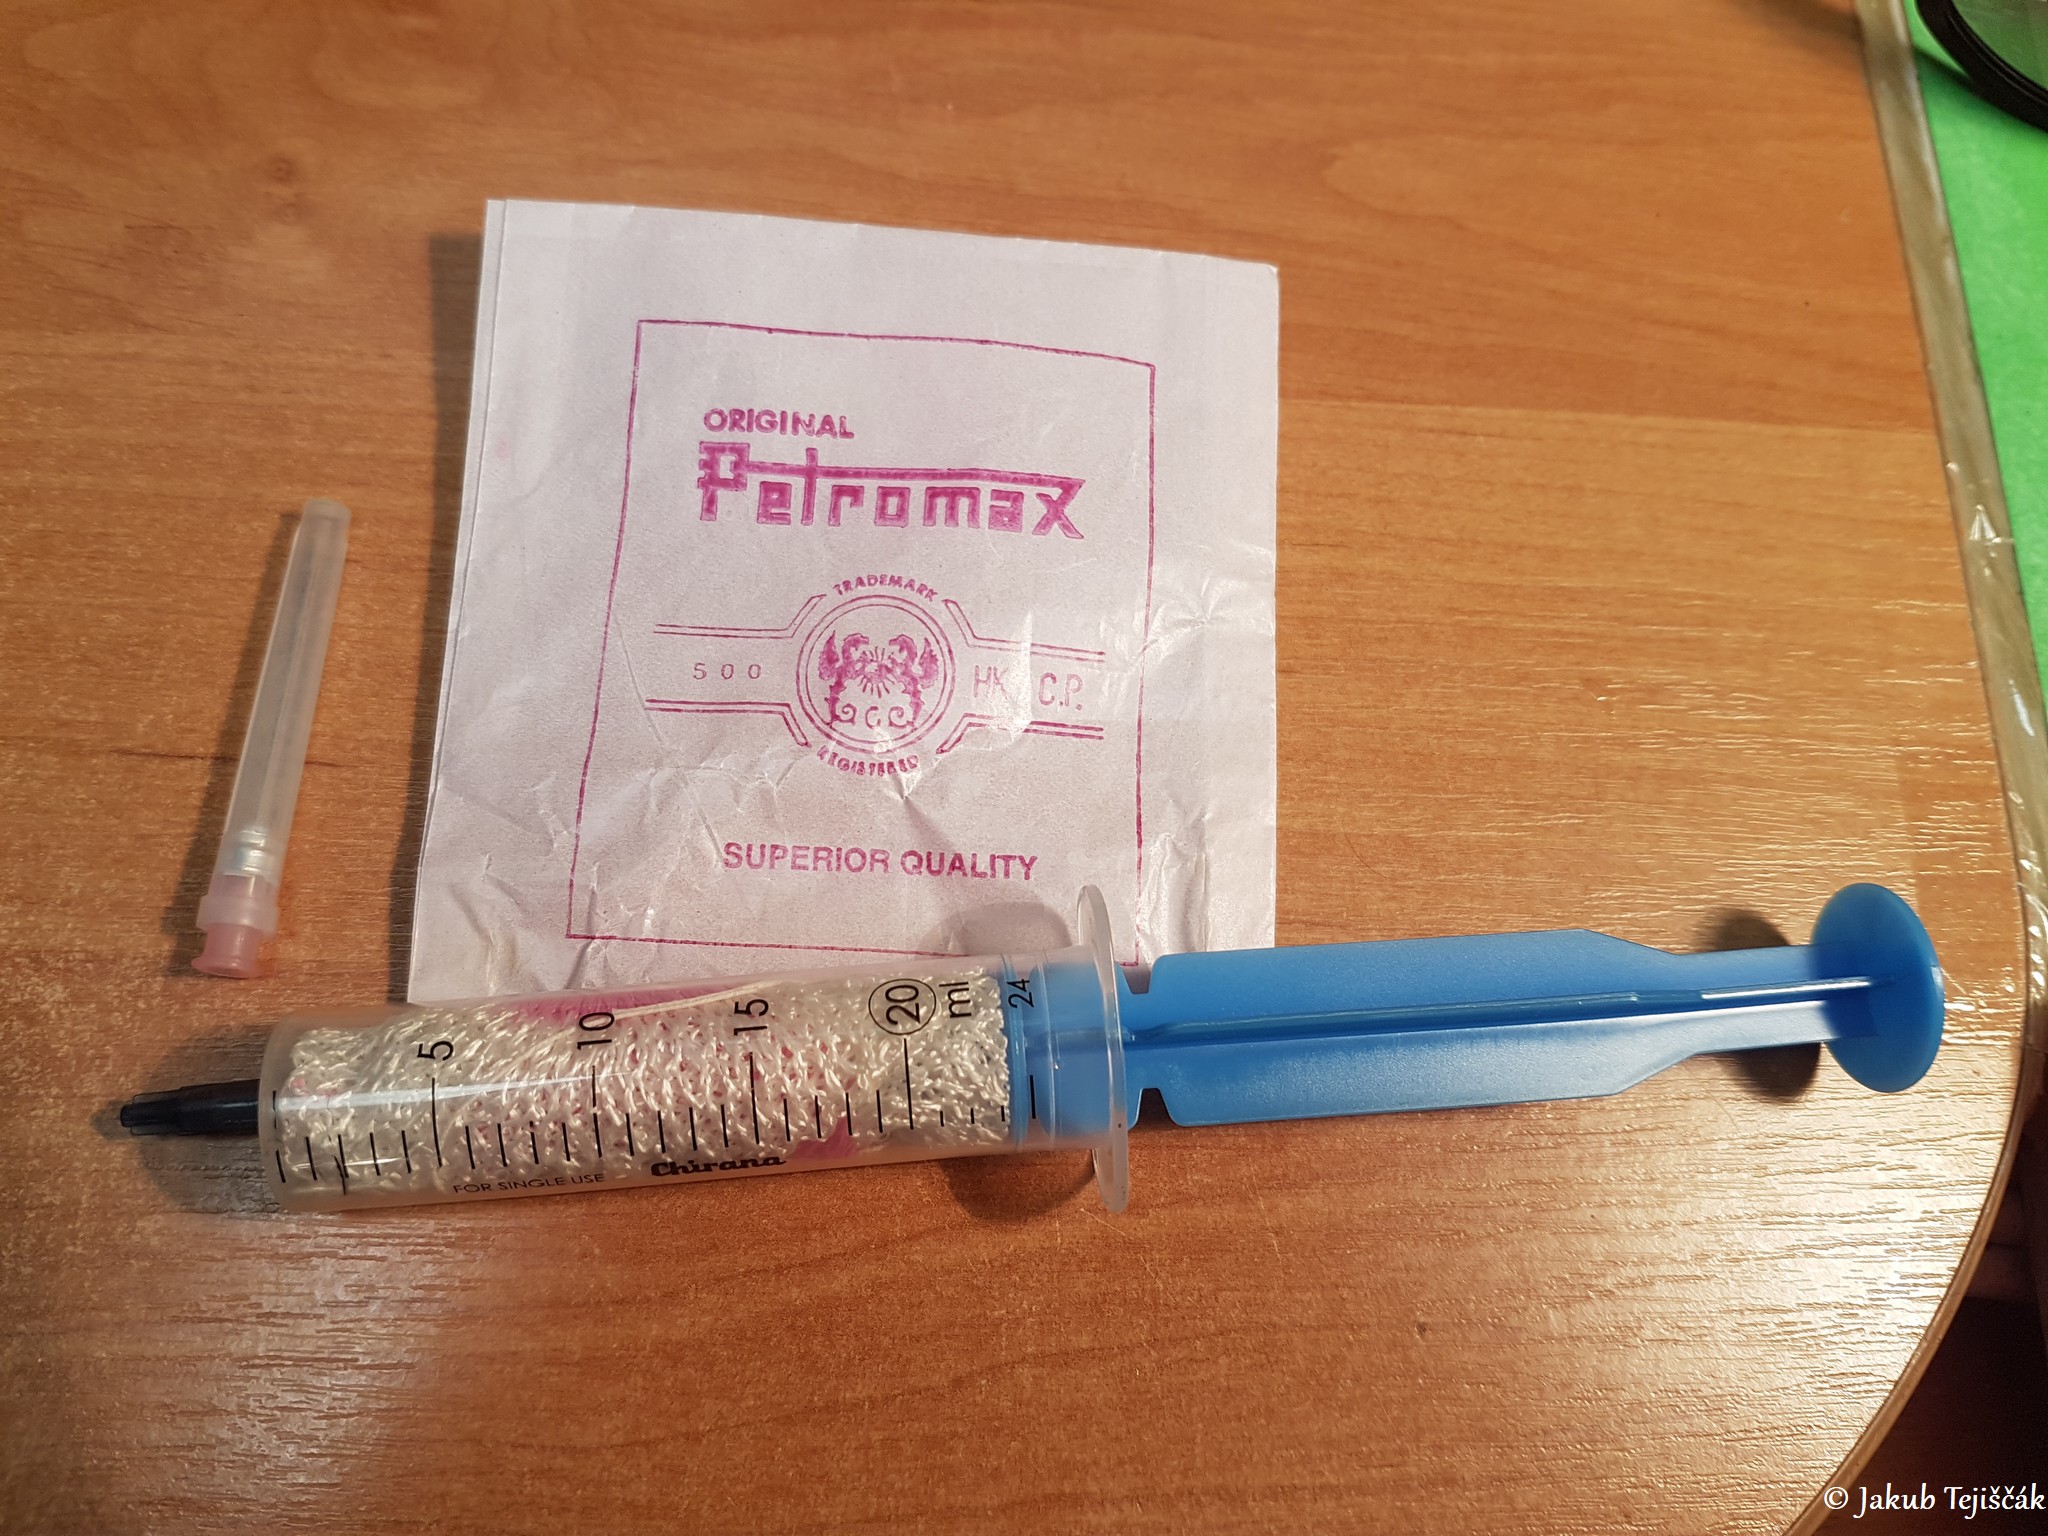 ORIGINAL
Petromax
TRADEMARK
500 HK C.P.
REGISTERED
SUPERIOR QUALITY
5 10 15 20 ml 24
Chirana
FOR SINGLE USE
© Jakub Tejiščák